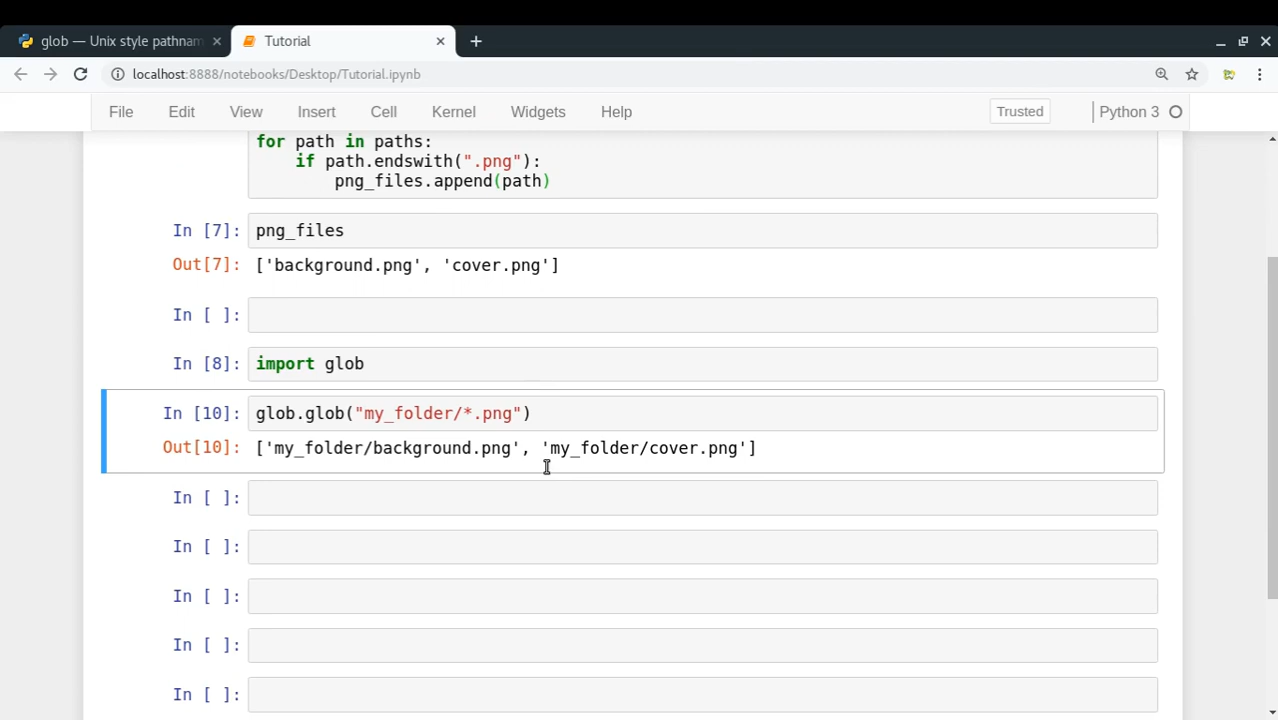 glob — Unix style pathnam
Tutorial
localhost:8888/notebooks/Desktop/Tutorial.ipynb
File Edit View Insert Cell Kernel Widgets Help Trusted Python 3
for path in paths:
    if path.endswith(".png"):
        png_files.append(path)
In [7]: png_files
Out[7]: ['background.png', 'cover.png']
In [ ]:
In [8]: import glob
In [10]: glob.glob("my_folder/*.png")
Out[10]: ['my_folder/background.png', 'my_folder/cover.png']
In [ ]:
In [ ]:
In [ ]:
In [ ]:
In [ ]: